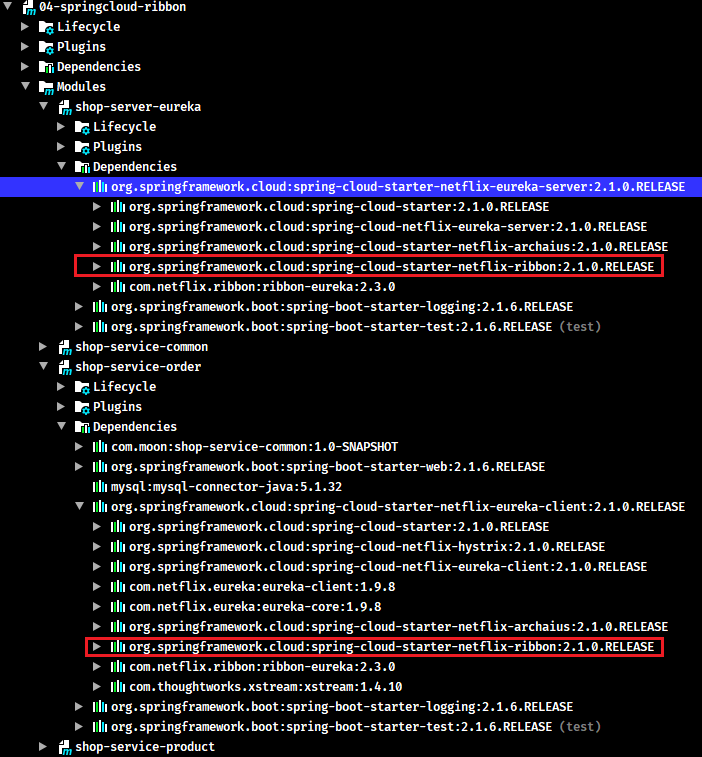 04-springcloud-ribbon
Lifecycle
Plugins
Dependencies
Modules
shop-server-eureka
Lifecycle
Plugins
Dependencies
org.springframework.cloud:spring-cloud-starter-netflix-eureka-server:2.1.0.RELEASE
org.springframework.cloud:spring-cloud-starter:2.1.0.RELEASE
org.springframework.cloud:spring-cloud-netflix-eureka-server:2.1.0.RELEASE
org.springframework.cloud:spring-cloud-starter-netflix-archaius:2.1.0.RELEASE
org.springframework.cloud:spring-cloud-starter-netflix-ribbon:2.1.0.RELEASE
com.netflix.ribbon:ribbon-eureka:2.3.0
org.springframework.boot:spring-boot-starter-logging:2.1.6.RELEASE
org.springframework.boot:spring-boot-starter-test:2.1.6.RELEASE (test)
shop-service-common
shop-service-order
Lifecycle
Plugins
Dependencies
com.moon:shop-service-common:1.0-SNAPSHOT
org.springframework.boot:spring-boot-starter-web:2.1.6.RELEASE
mysql:mysql-connector-java:5.1.32
org.springframework.cloud:spring-cloud-starter-netflix-eureka-client:2.1.0.RELEASE
org.springframework.cloud:spring-cloud-starter:2.1.0.RELEASE
org.springframework.cloud:spring-cloud-netflix-hystrix:2.1.0.RELEASE
org.springframework.cloud:spring-cloud-netflix-eureka-client:2.1.0.RELEASE
com.netflix.eureka:eureka-client:1.9.8
com.netflix.eureka:eureka-core:1.9.8
org.springframework.cloud:spring-cloud-starter-netflix-archaius:2.1.0.RELEASE
org.springframework.cloud:spring-cloud-starter-netflix-ribbon:2.1.0.RELEASE
com.netflix.ribbon:ribbon-eureka:2.3.0
com.thoughtworks.xstream:xstream:1.4.10
org.springframework.boot:spring-boot-starter-logging:2.1.6.RELEASE
org.springframework.boot:spring-boot-starter-test:2.1.6.RELEASE (test)
shop-service-product